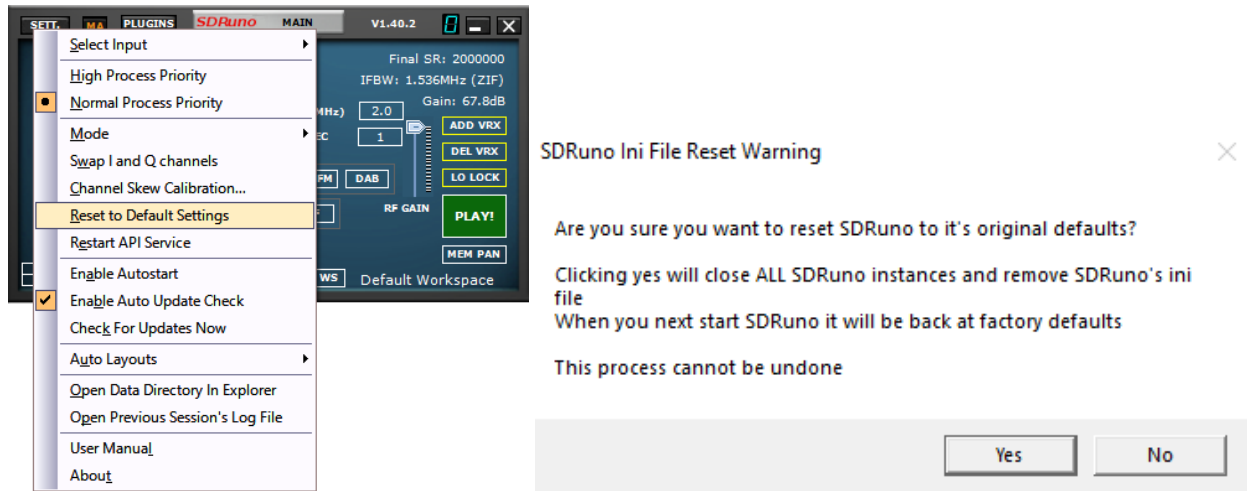 SETT.
MA
PLUGINS
SDRuno
MAIN
V1.40.2
Select Input
High Process Priority
Normal Process Priority
Mode
Swap I and Q channels
Channel Skew Calibration...
Reset to Default Settings
Restart API Service
Enable Autostart
Enable Auto Update Check
Check For Updates Now
Auto Layouts
Open Data Directory In Explorer
Open Previous Session's Log File
User Manual
About
Final SR: 2000000
IFBW: 1.536MHz (ZIF)
Gain: 67.8dB
MHz)
2.0
ADD VRX
EC
1
DEL VRX
FM
DAB
LO LOCK
RF GAIN
PLAY!
MEM PAN
WS
Default Workspace
SDRuno Ini File Reset Warning
Are you sure you want to reset SDRuno to it's original defaults?
Clicking yes will close ALL SDRuno instances and remove SDRuno's ini
file
When you next start SDRuno it will be back at factory defaults
This process cannot be undone
Yes
No